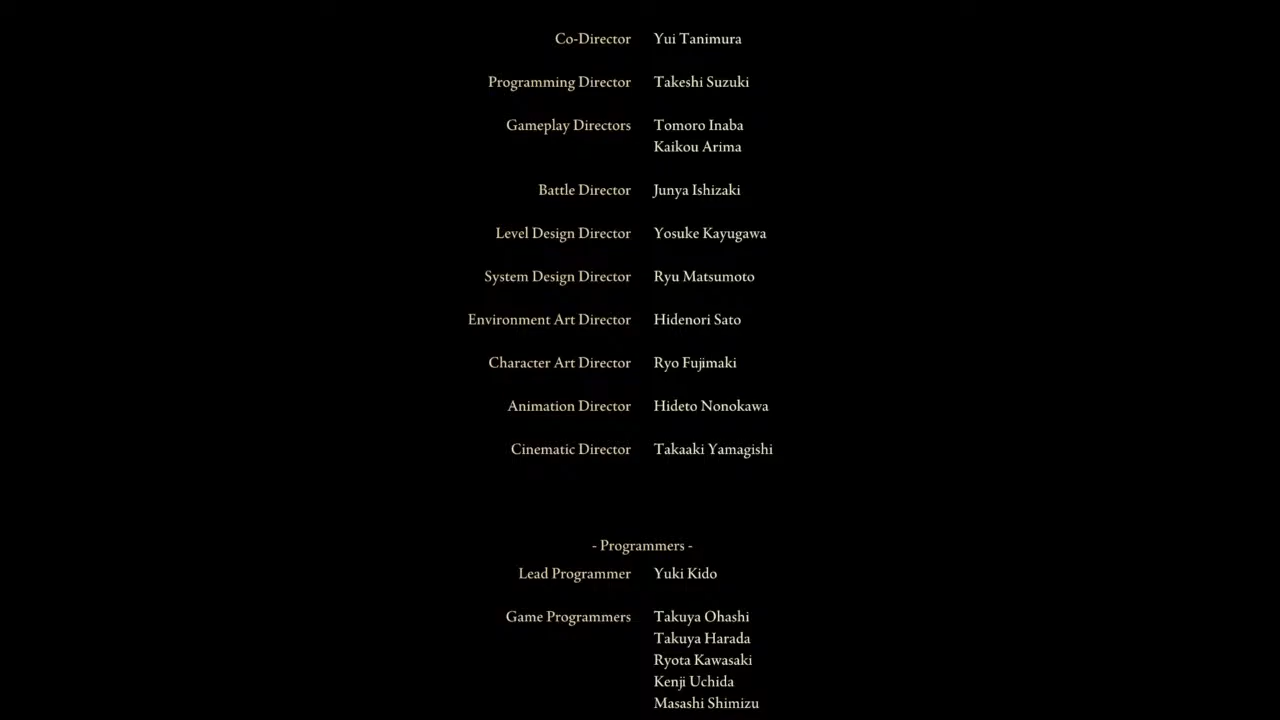 Co-Director Yui Tanimura
Programming Director Takeshi Suzuki
Gameplay Directors Tomoro Inaba
Kaikou Arima
Battle Director Junya Ishizaki
Level Design Director Yosuke Kayugawa
System Design Director Ryu Matsumoto
Environment Art Director Hidenori Sato
Character Art Director Ryo Fujimaki
Animation Director Hideto Nonokawa
Cinematic Director Takaaki Yamagishi
- Programmers -
Lead Programmer Yuki Kido
Game Programmers Takuya Ohashi
Takuya Harada
Ryota Kawasaki
Kenji Uchida
Masashi Shimizu